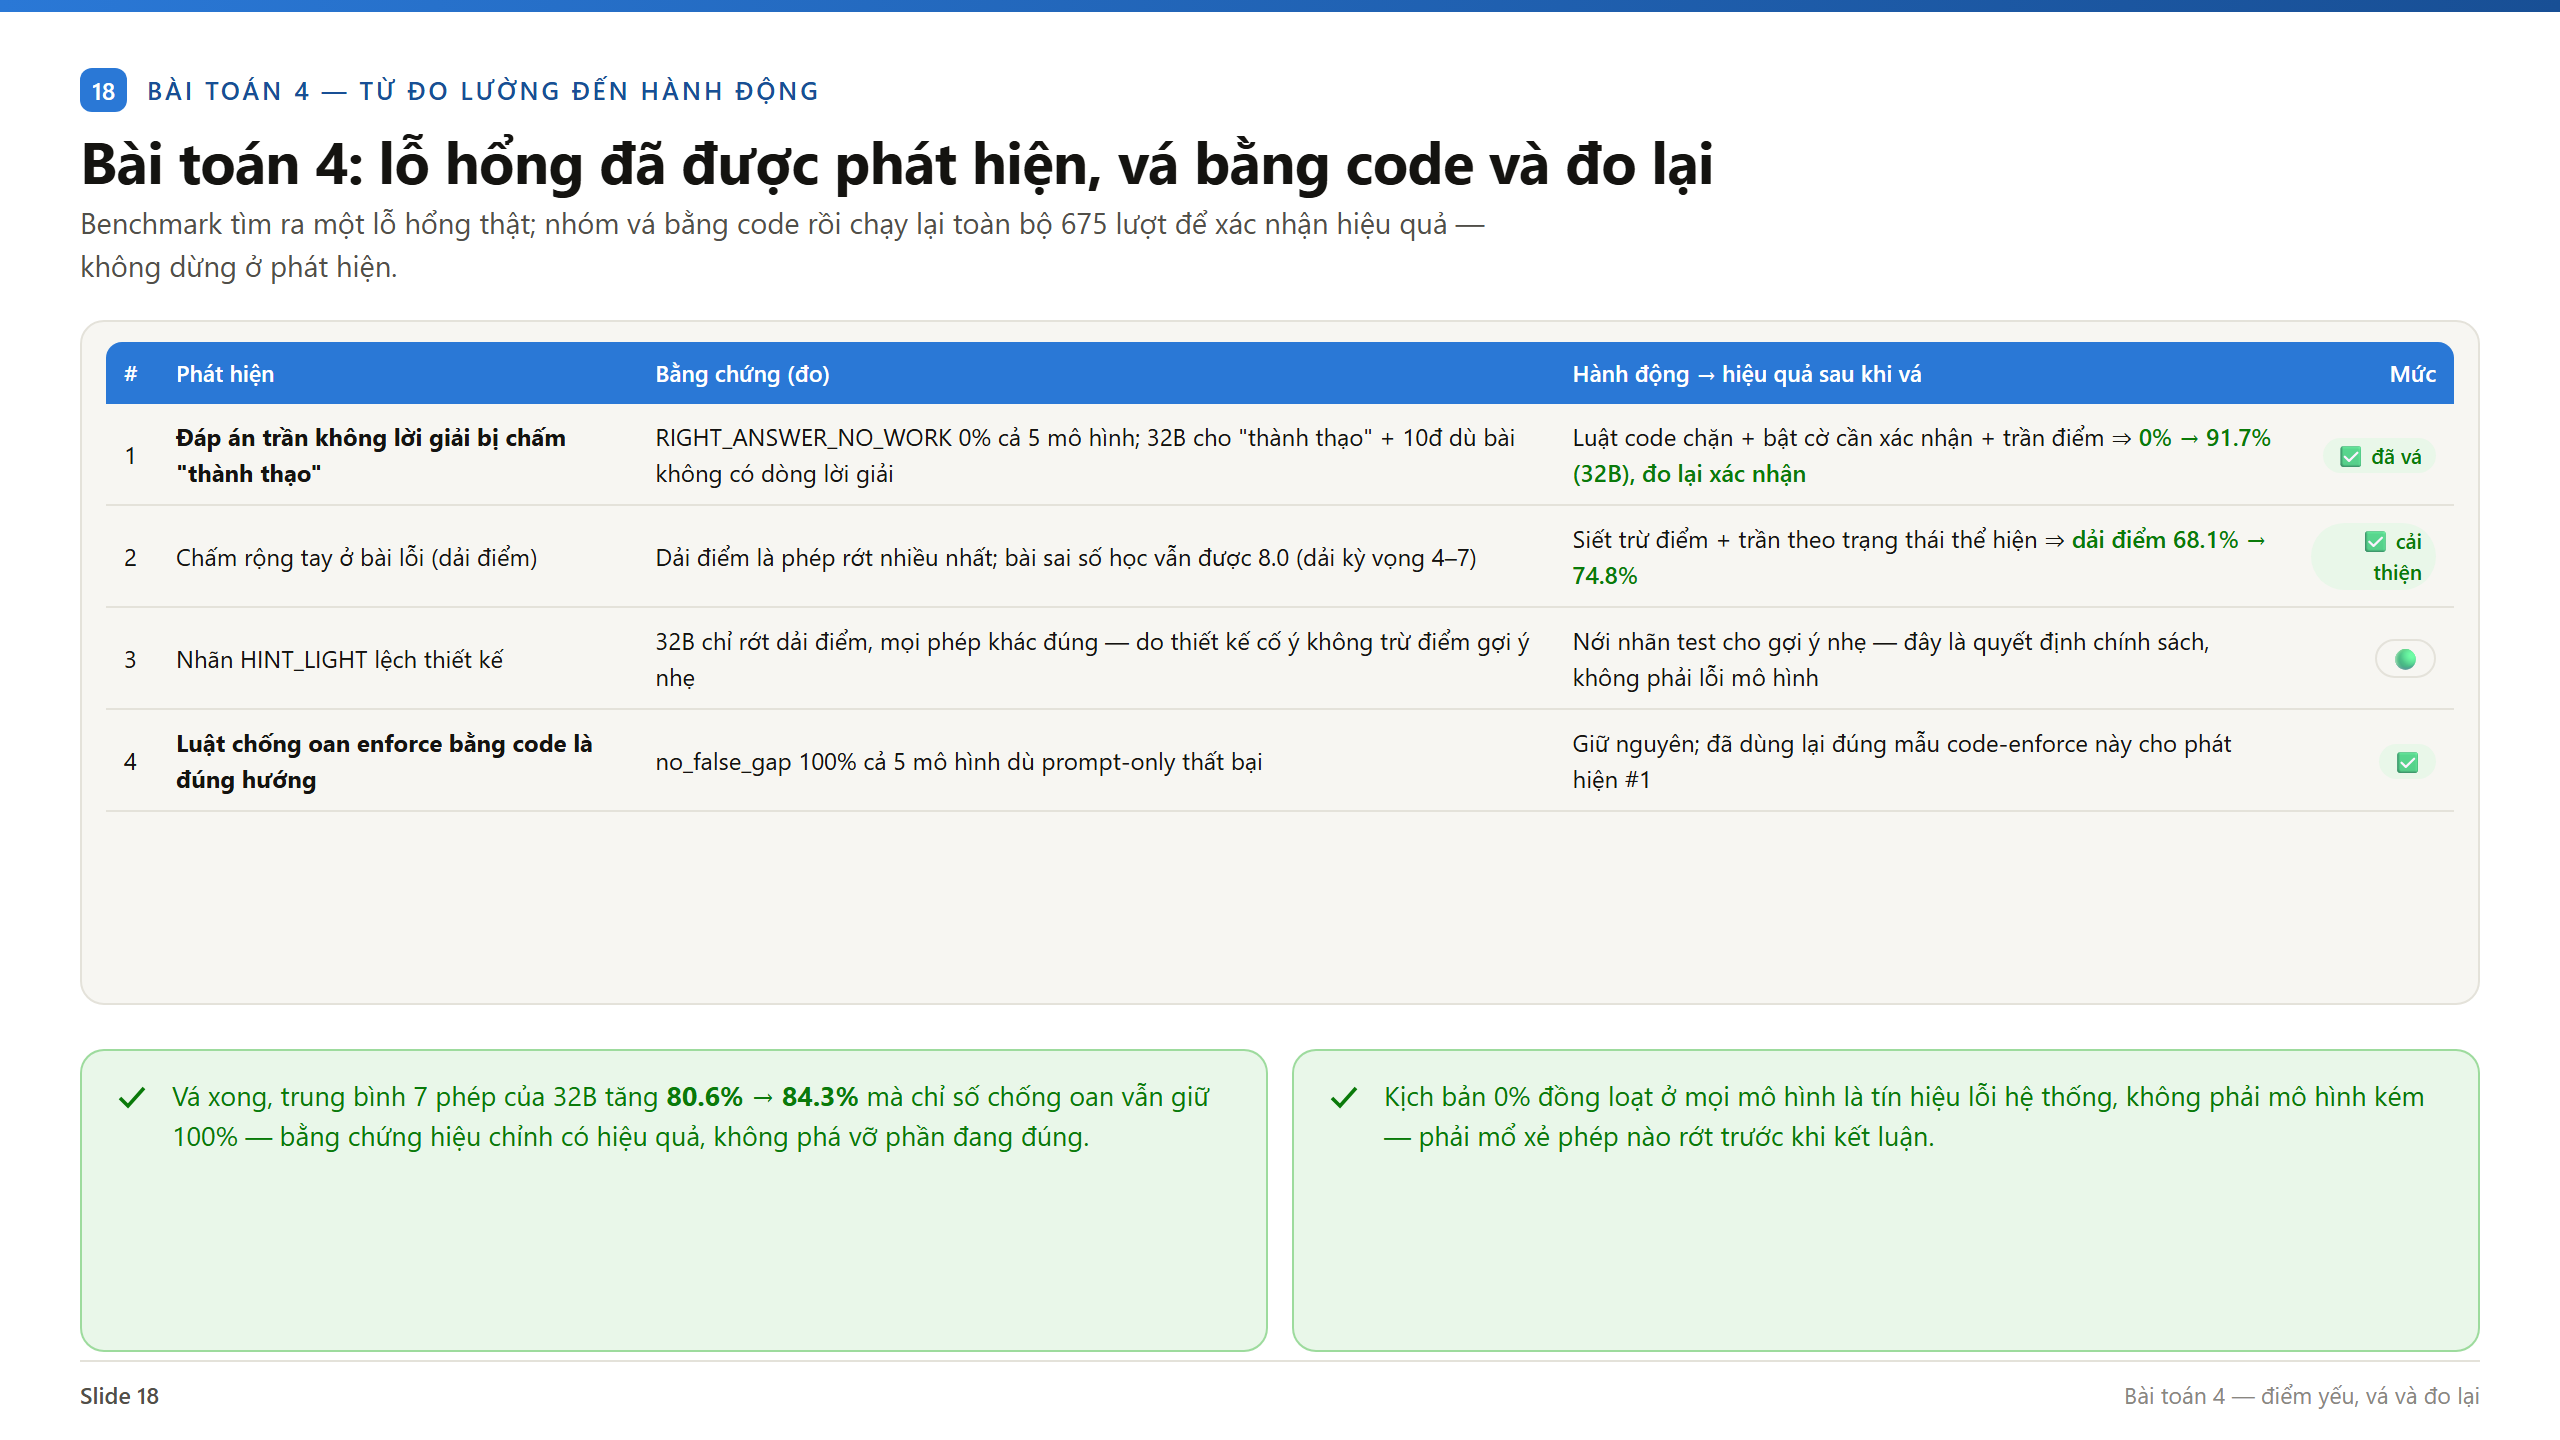 18 BÀI TOÁN 4 — TỪ ĐO LƯỜNG ĐẾN HÀNH ĐỘNG
Bài toán 4: lỗ hổng đã được phát hiện, vá bằng code và đo lại
Benchmark tìm ra một lỗ hổng thật; nhóm vá bằng code rồi chạy lại toàn bộ 675 lượt để xác nhận hiệu quả —
không dừng ở phát hiện.
# Phát hiện Bằng chứng (đo) Hành động → hiệu quả sau khi vá Mức
1
Đáp án trần không lời giải bị chấm
"thành thạo"
RIGHT_ANSWER_NO_WORK 0% cả 5 mô hình; 32B cho "thành thạo" + 10đ dù bài
không có dòng lời giải
Luật code chặn + bật cờ cần xác nhận + trần điểm ⇒ 0% → 91.7%
(32B), đo lại xác nhận
✅ đã vá
2
Chấm rộng tay ở bài lỗi (dải điểm)
Dải điểm là phép rớt nhiều nhất; bài sai số học vẫn được 8.0 (dải kỳ vọng 4–7)
Siết trừ điểm + trần theo trạng thái thể hiện ⇒ dải điểm 68.1% →
74.8%
✅ cải
thiện
3
Nhãn HINT_LIGHT lệch thiết kế
32B chỉ rớt dải điểm, mọi phép khác đúng — do thiết kế cố ý không trừ điểm gợi ý
nhẹ
Nới nhãn test cho gợi ý nhẹ — đây là quyết định chính sách,
không phải lỗi mô hình
4
Luật chống oan enforce bằng code là
đúng hướng
no_false_gap 100% cả 5 mô hình dù prompt-only thất bại
Giữ nguyên; đã dùng lại đúng mẫu code-enforce này cho phát
hiện #1
✅
Vá xong, trung bình 7 phép của 32B tăng 80.6% → 84.3% mà chỉ số chống oan vẫn giữ
100% — bằng chứng hiệu chỉnh có hiệu quả, không phá vỡ phần đang đúng.
Kịch bản 0% đồng loạt ở mọi mô hình là tín hiệu lỗi hệ thống, không phải mô hình kém
— phải mổ xẻ phép nào rớt trước khi kết luận.
Slide 18
Bài toán 4 — điểm yếu, vá và đo lại